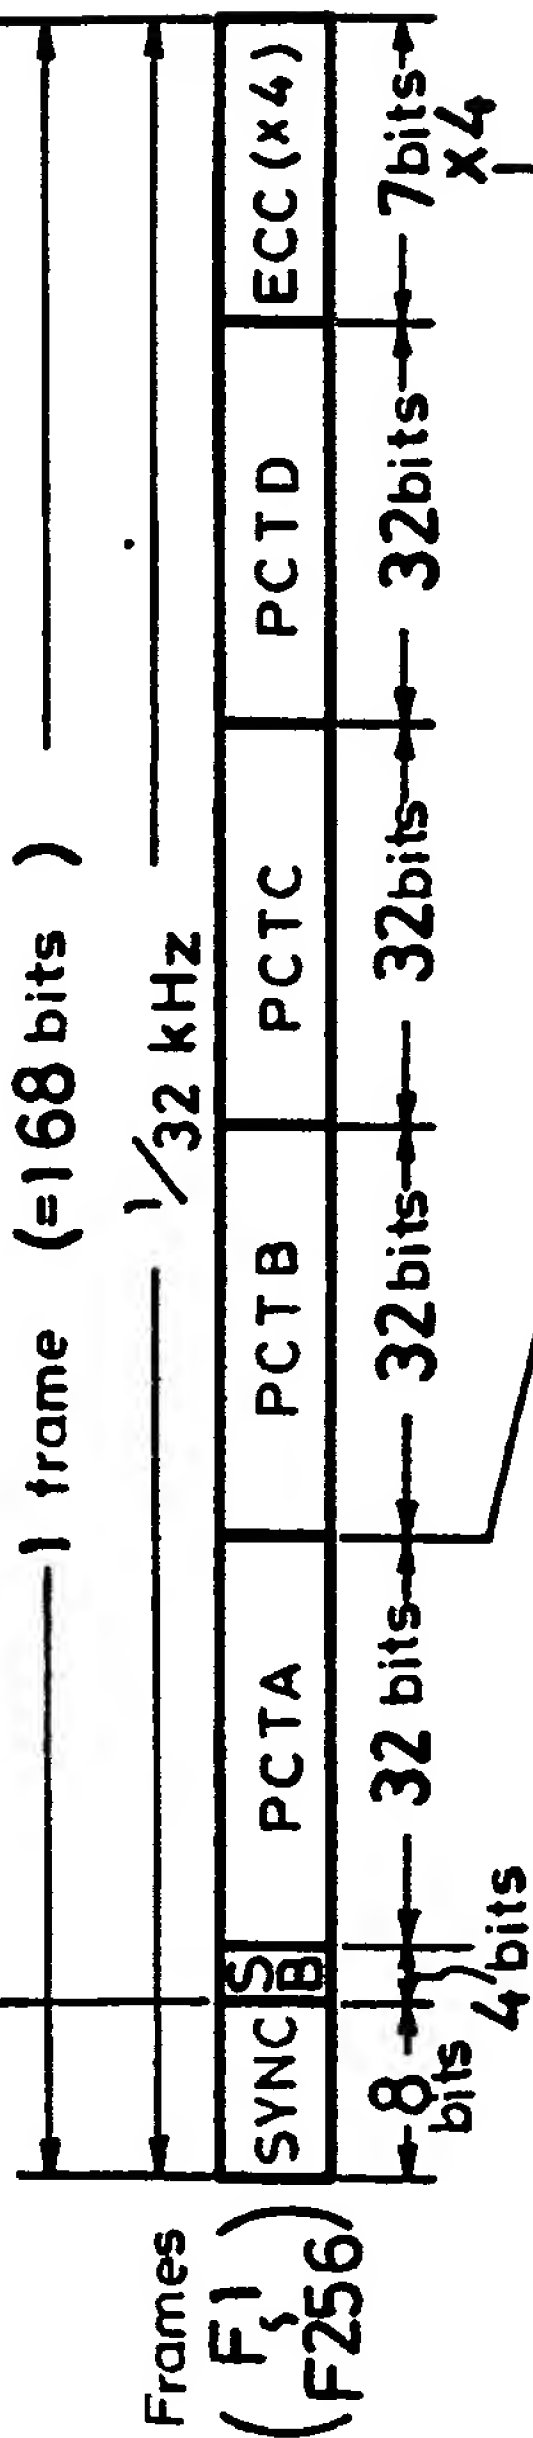 1 frame (=168 bits )
1/32 kHz
Frames
(F1
~
F256)
SYNC
SB
PCTA
PCTB
PCTC
PCTD
ECC (x4)
8
bits
4 bits
32 bits
32bits
32bits
32bits
7bits
x4